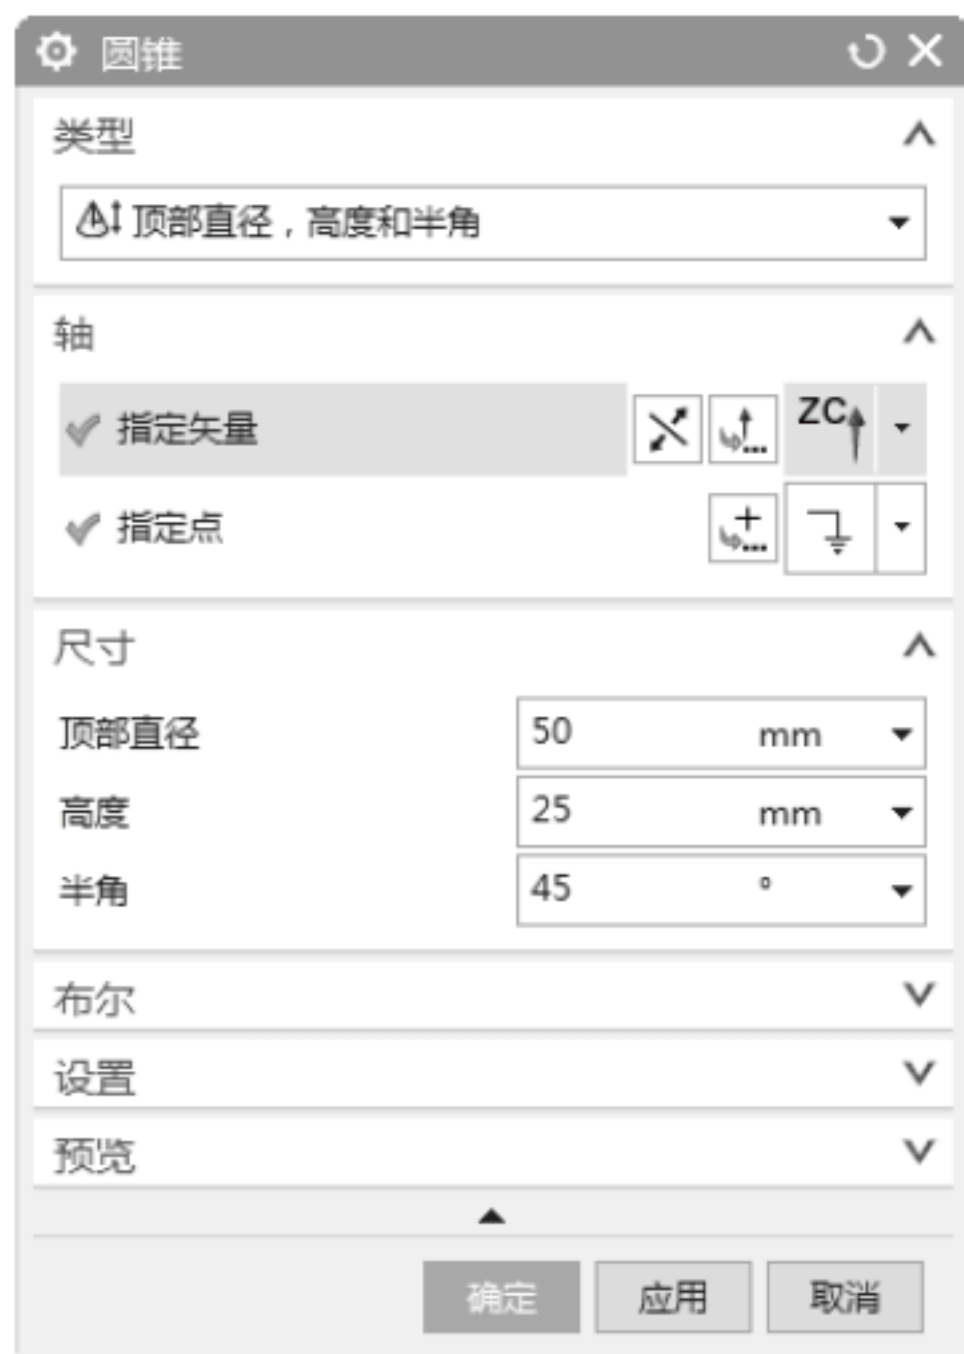 圆锥
类型
顶部直径，高度和半角
轴
指定矢量 ZC
指定点
尺寸
顶部直径 50 mm
高度 25 mm
半角 45 °
布尔
设置
预览
确定 应用 取消